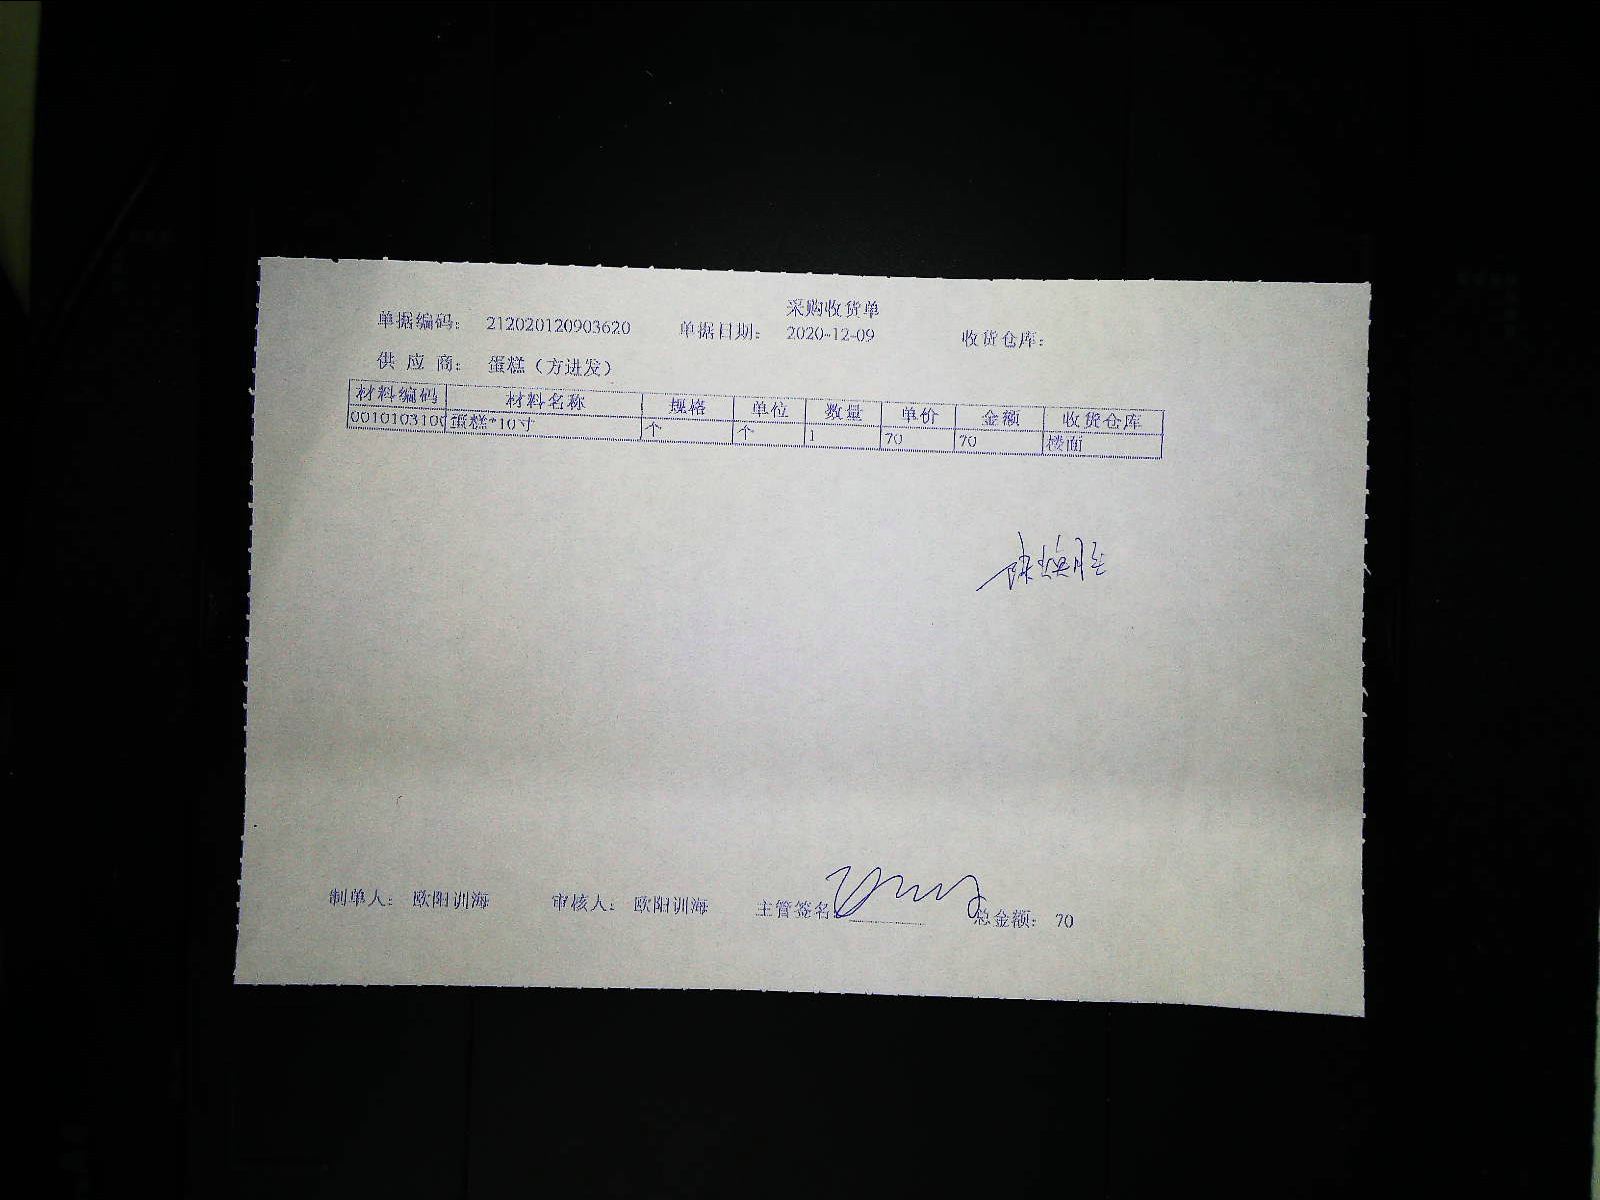 采购收货单
单据编码: 212020120903620 单据日期: 2020-12-09 收货仓库:
供 应 商: 蛋糕（方进发）
材料编码 材料名称 规格 单位 数量 单价 金额 收货仓库
0010103100 蛋糕*10寸 个 个 1 70 70 楼面
制单人: 欧阳训海 审核人: 欧阳训海 主管签名: 总金额: 70